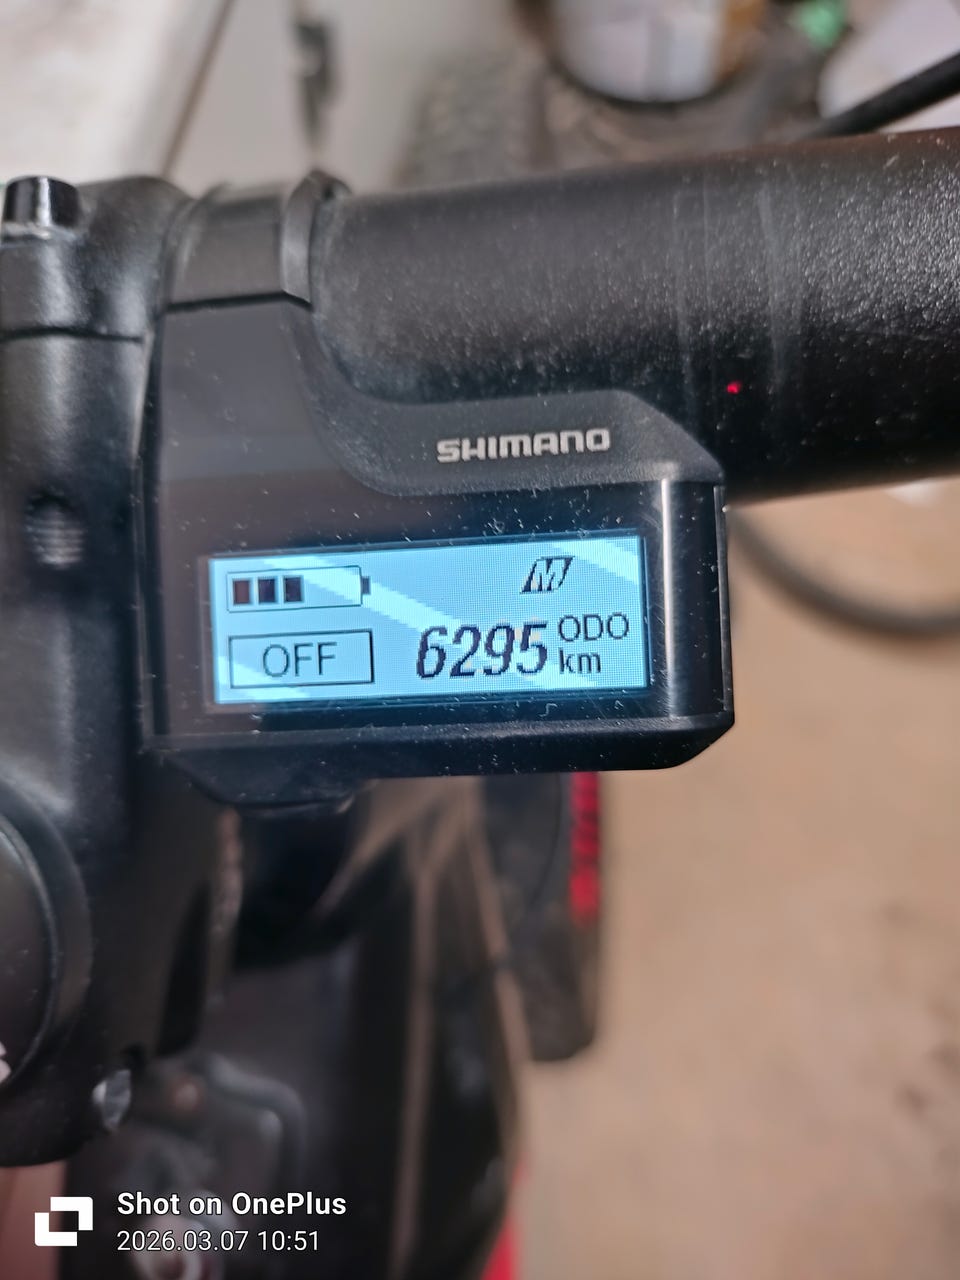 SHIMANO
M
OFF
6295 ODO
km
Shot on OnePlus
2026.03.07 10:51